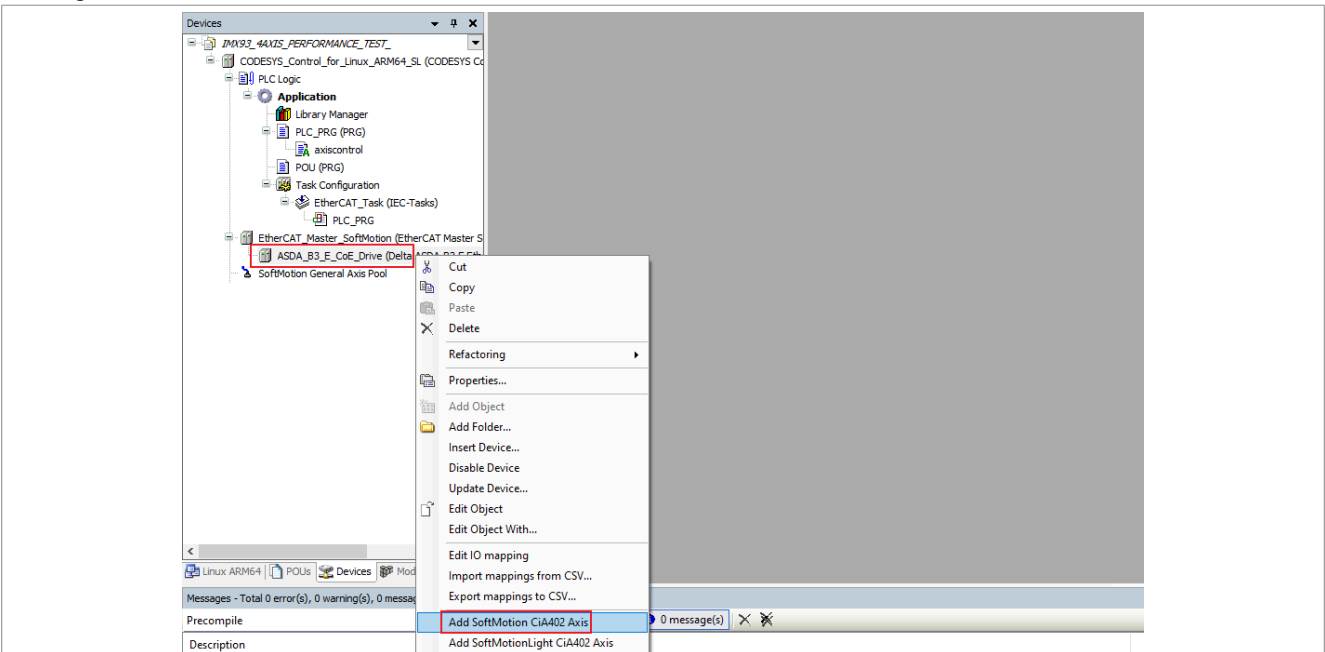 Devices
IMX93_4AXIS_PERFORMANCE_TEST_
CODESYS_Control_for_Linux_ARM64_SL (CODESYS Co
PLC Logic
Application
Library Manager
PLC_PRG (PRG)
axiscontrol
POU (PRG)
Task Configuration
EtherCAT_Task (IEC-Tasks)
PLC_PRG
EtherCAT_Master_SoftMotion (EtherCAT Master S
ASDA_B3_E_CoE_Drive (Delta ASDA-B3-E Eth
SoftMotion General Axis Pool
Cut
Copy
Paste
Delete
Refactoring
Properties...
Add Object
Add Folder...
Insert Device...
Disable Device
Update Device...
Edit Object
Edit Object With...
Edit IO mapping
Import mappings from CSV...
Export mappings to CSV...
Add SoftMotion CiA402 Axis
Add SoftMotionLight CiA402 Axis
Linux ARM64 POUs Devices Mod
Messages - Total 0 error(s), 0 warning(s), 0 messag
Precompile 0 message(s)
Description